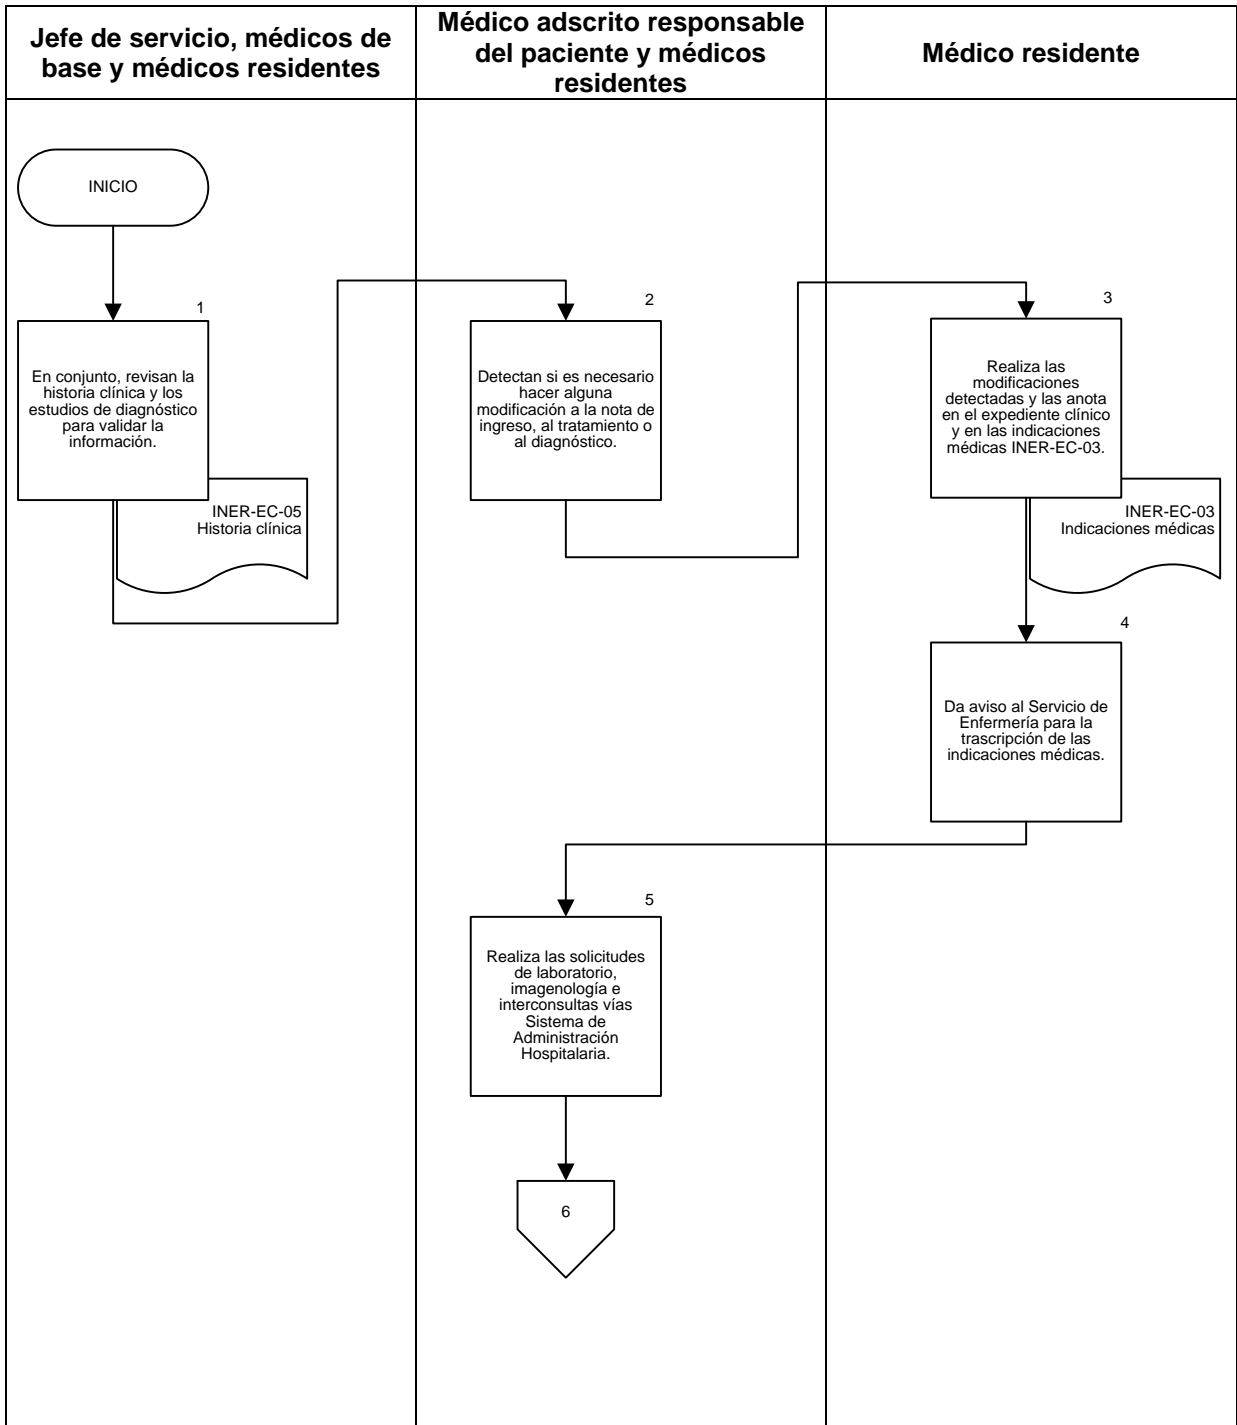 Jefe de servicio, médicos de
base y médicos residentes
Médico adscrito responsable
del paciente y médicos
residentes
Médico residente
INICIO
1
En conjunto, revisan la
historia clínica y los
estudios de diagnóstico
para validar la
información.
INER-EC-05
Historia clínica
2
Detectan si es necesario
hacer alguna
modificación a la nota de
ingreso, al tratamiento o
al diagnóstico.
3
Realiza las
modificaciones
detectadas y las anota
en el expediente clínico
y en las indicaciones
médicas INER-EC-03.
INER-EC-03
Indicaciones médicas
4
Da aviso al Servicio de
Enfermería para la
trascripción de las
indicaciones médicas.
5
Realiza las solicitudes
de laboratorio,
imagenología e
interconsultas vías
Sistema de
Administración
Hospitalaria.
6